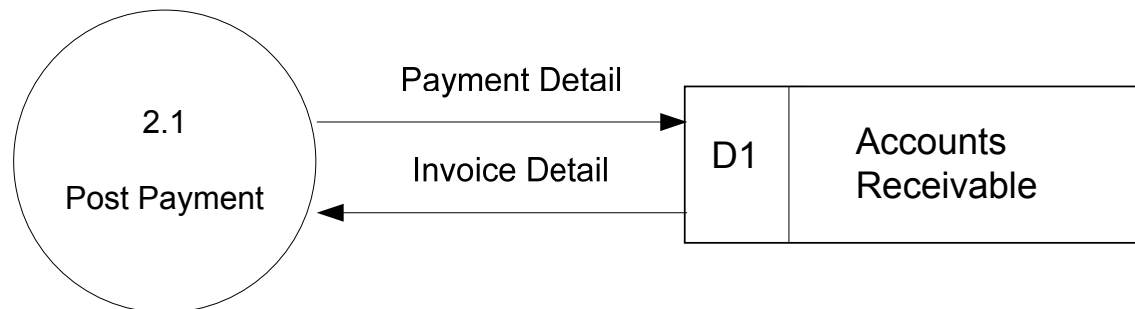 2.1
Post Payment
Payment Detail
Invoice Detail
D1
Accounts
Receivable